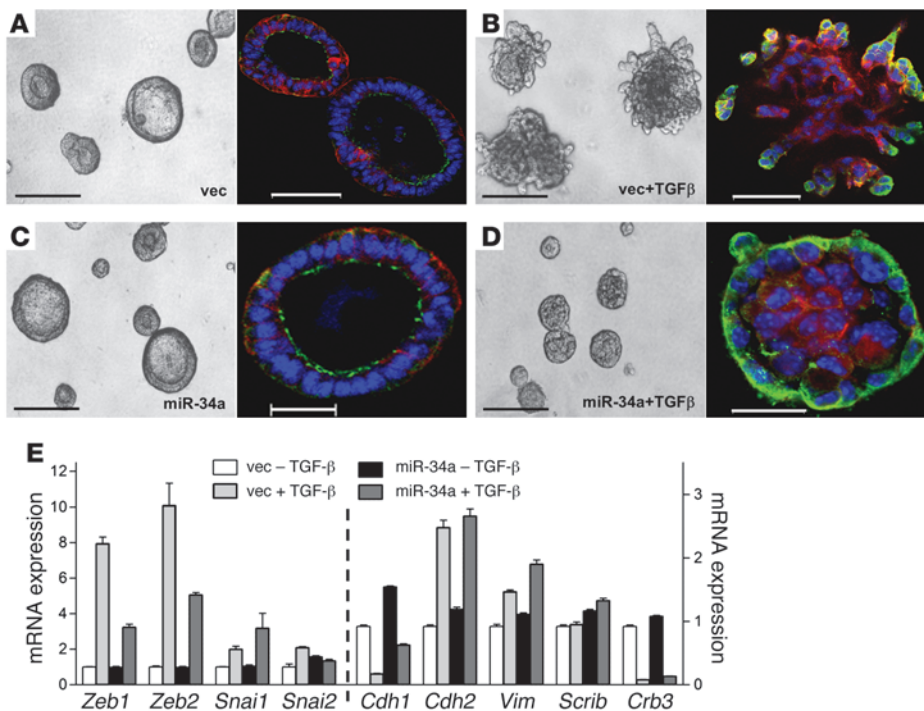 A
vec
B
vec+TGFβ
C
miR-34a
D
miR-34a+TGFβ
E
vec – TGF-β
vec + TGF-β
miR-34a – TGF-β
miR-34a + TGF-β
mRNA expression
12
10
8
6
4
2
0
mRNA expression
3
2
1
0
Zeb1 Zeb2 Snai1 Snai2 Cdh1 Cdh2 Vim Scrib Crb3